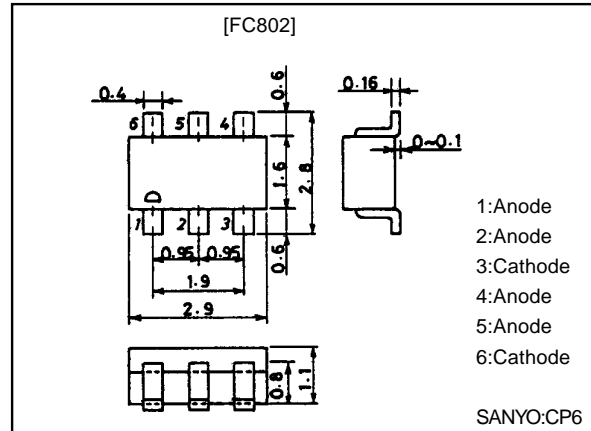 [FC802]
0.4
0.6
0.16
6 5 4
0~0.1
1.6
2.8
1 2 3
0.95 0.95
0.6
1.9
2.9
0.8
1.1
1:Anode
2:Anode
3:Cathode
4:Anode
5:Anode
6:Cathode
SANYO:CP6